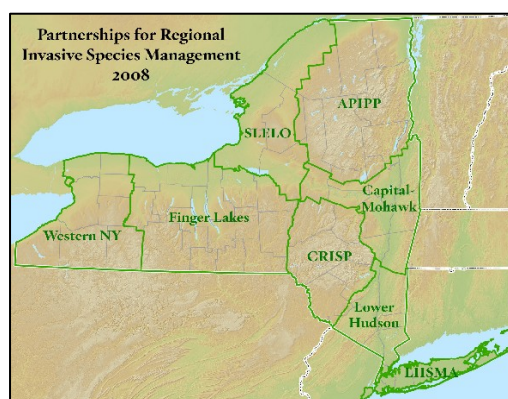 Partnerships for Regional
Invasive Species Management
2008
APIPP
SLELO
Capital-
Mohawk
Finger Lakes
Western NY
CRISP
Lower
Hudson
LIISMA